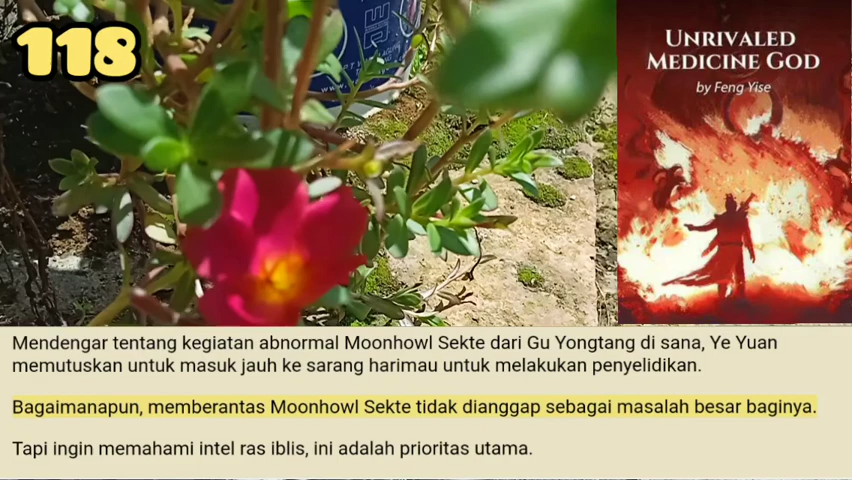 118
UNRIVALED
MEDICINE GOD
by Feng Yise
Mendengar tentang kegiatan abnormal Moonhowl Sekte dari Gu Yongtang di sana, Ye Yuan
memutuskan untuk masuk jauh ke sarang harimau untuk melakukan penyelidikan.
Bagaimanapun, memberantas Moonhowl Sekte tidak dianggap sebagai masalah besar baginya.
Tapi ingin memahami intel ras iblis, ini adalah prioritas utama.